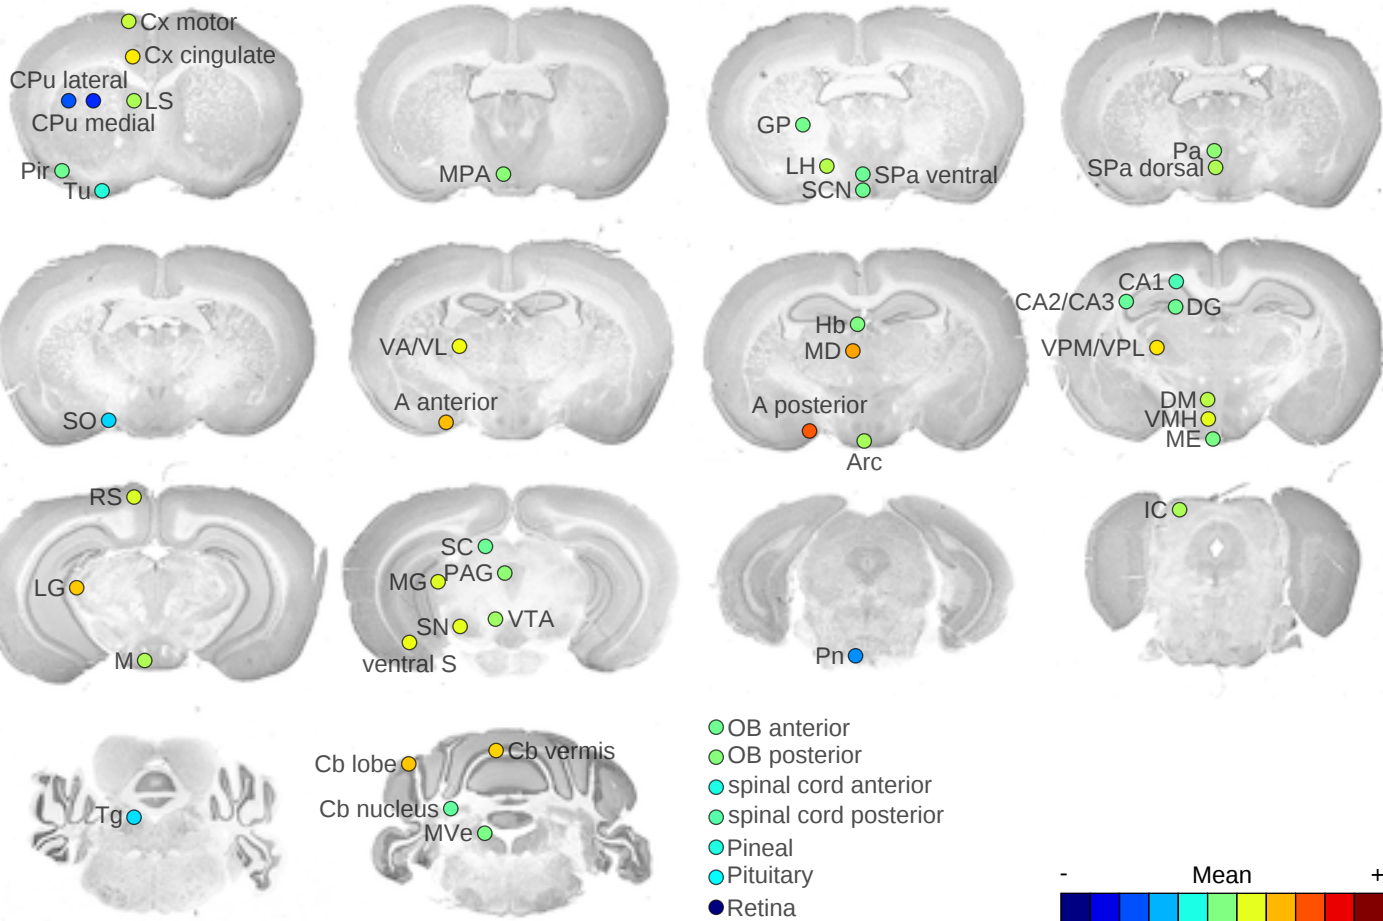 Cx motor
Cx cingulate
CPu lateral
LS
CPu medial
Pir
Tu
MPA
GP
LH
SPa ventral
SCN
Pa
SPa dorsal
SO
VA/VL
A anterior
Hb
MD
A posterior
Arc
CA1
CA2/CA3
DG
VPM/VPL
DM
VMH
ME
RS
LG
M
SC
MG
PAG
SN
VTA
ventral S
Pn
IC
Tg
Cb lobe
Cb vermis
Cb nucleus
MVe
OB anterior
OB posterior
spinal cord anterior
spinal cord posterior
Pineal
Pituitary
Retina
- Mean +